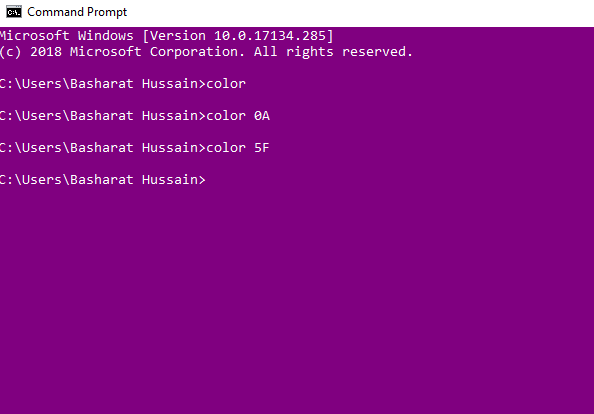 Command Prompt
Microsoft Windows [Version 10.0.17134.285]
(c) 2018 Microsoft Corporation. All rights reserved.
C:\Users\Basharat Hussain>color
C:\Users\Basharat Hussain>color 0A
C:\Users\Basharat Hussain>color 5F
C:\Users\Basharat Hussain>